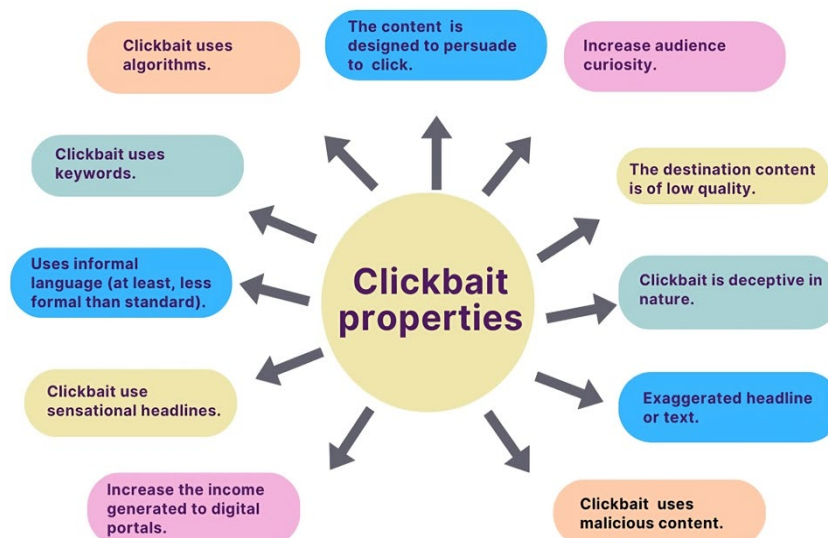 Clickbait uses
algorithms.
The content is
designed to persuade
to click.
Increase audience
curiosity.
Clickbait uses
keywords.
The destination content
is of low quality.
Uses informal
language (at least, less
formal than standard).
Clickbait
properties
Clickbait is deceptive in
nature.
Clickbait use
sensational headlines.
Exaggerated headline
or text.
Increase the income
generated to digital
portals.
Clickbait uses
malicious content.